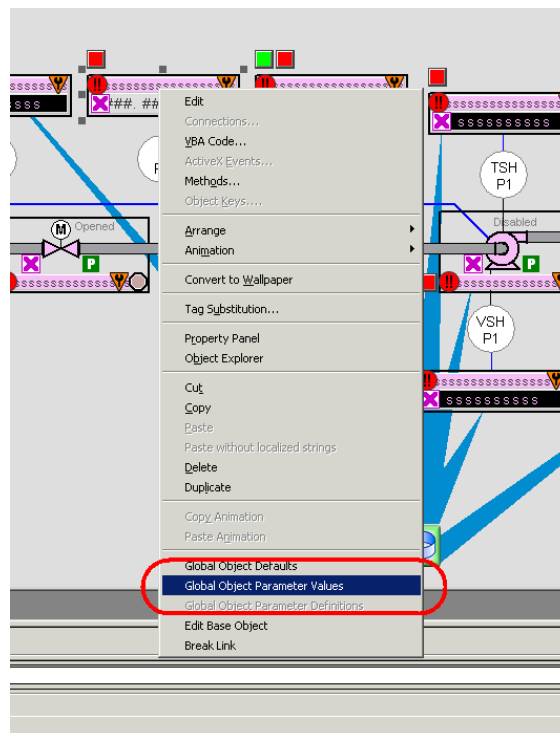 s s s
ssssss
ssssssssssssss
###. ##
sssssssssssss
ssssssssss
Edit
Connections...
VBA Code...
ActiveX Events...
Methods...
Object Keys....
Arrange
Animation
Convert to Wallpaper
Tag Substitution...
Property Panel
Object Explorer
Cut
Copy
Paste
Paste without localized strings
Delete
Duplicate
Copy Animation
Paste Animation
Global Object Defaults
Global Object Parameter Values
Global Object Parameter Definitions
Edit Base Object
Break Link
M
Opened
P
TSH
P1
Disabled
P
VSH
P1
ssssssssss